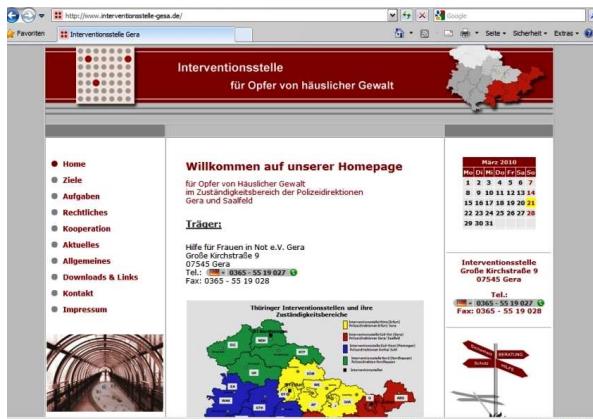 http://www.interventionsstelle-gesa.de/
Google
Favoriten
Interventionsstelle Gera
Seite
Sicherheit
Extras
Interventionsstelle
für Opfer von häuslicher Gewalt
Home
Ziele
Aufgaben
Rechtliches
Kooperation
Aktuelles
Allgemeines
Downloads & Links
Kontakt
Impressum
Willkommen auf unserer Homepage
für Opfer von Häuslicher Gewalt
im Zuständigkeitsbereich der Polizeidirektionen
Gera und Saalfeld
Träger:
Hilfe für Frauen in Not e.V. Gera
Große Kirchstraße 9
07545 Gera
Tel.: 0365 - 55 19 027
Fax: 0365 - 55 19 028
Thüringer Interventionsstellen und ihre
Zuständigkeitsbereiche
März 2010
Mo Di Mi Do Fr Sa So
1 2 3 4 5 6 7
8 9 10 11 12 13 14
15 16 17 18 19 20 21
22 23 24 25 26 27 28
29 30 31
Interventionsstelle
Große Kirchstraße 9
07545 Gera
Tel.:
0365 - 55 19 027
Fax: 0365 - 55 19 028
BERATUNG
HILFE